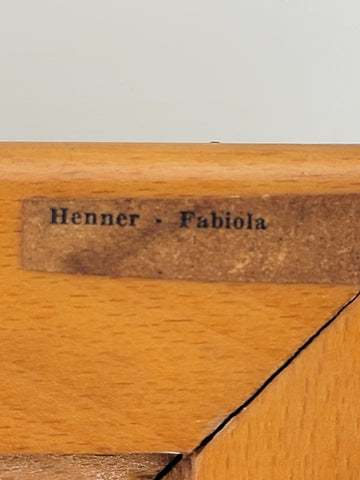 Henner - Fabiola